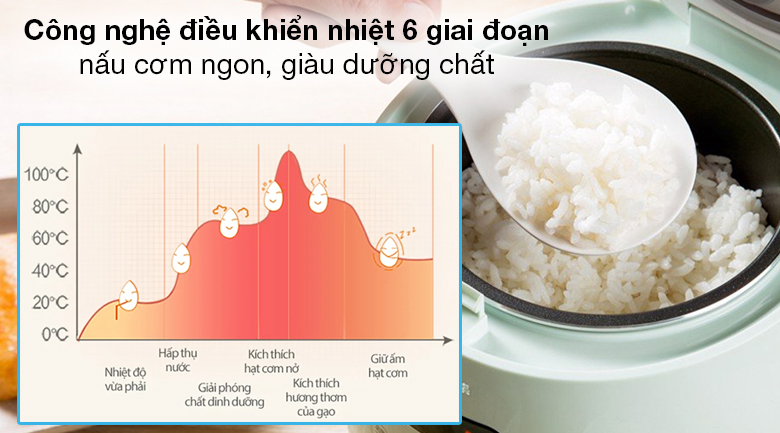 Công nghệ điều khiển nhiệt 6 giai đoạn
nấu cơm ngon, giàu dưỡng chất
100°C
80°C
60°C
40°C
20°C
0°C
Nhiệt độ
vừa phải
Hấp thụ
nước
Giải phóng
chất dinh dưỡng
Kích thích
hạt cơm nở
Kích thích
hương thơm
của gạo
Giữ ấm
hạt cơm
zzz